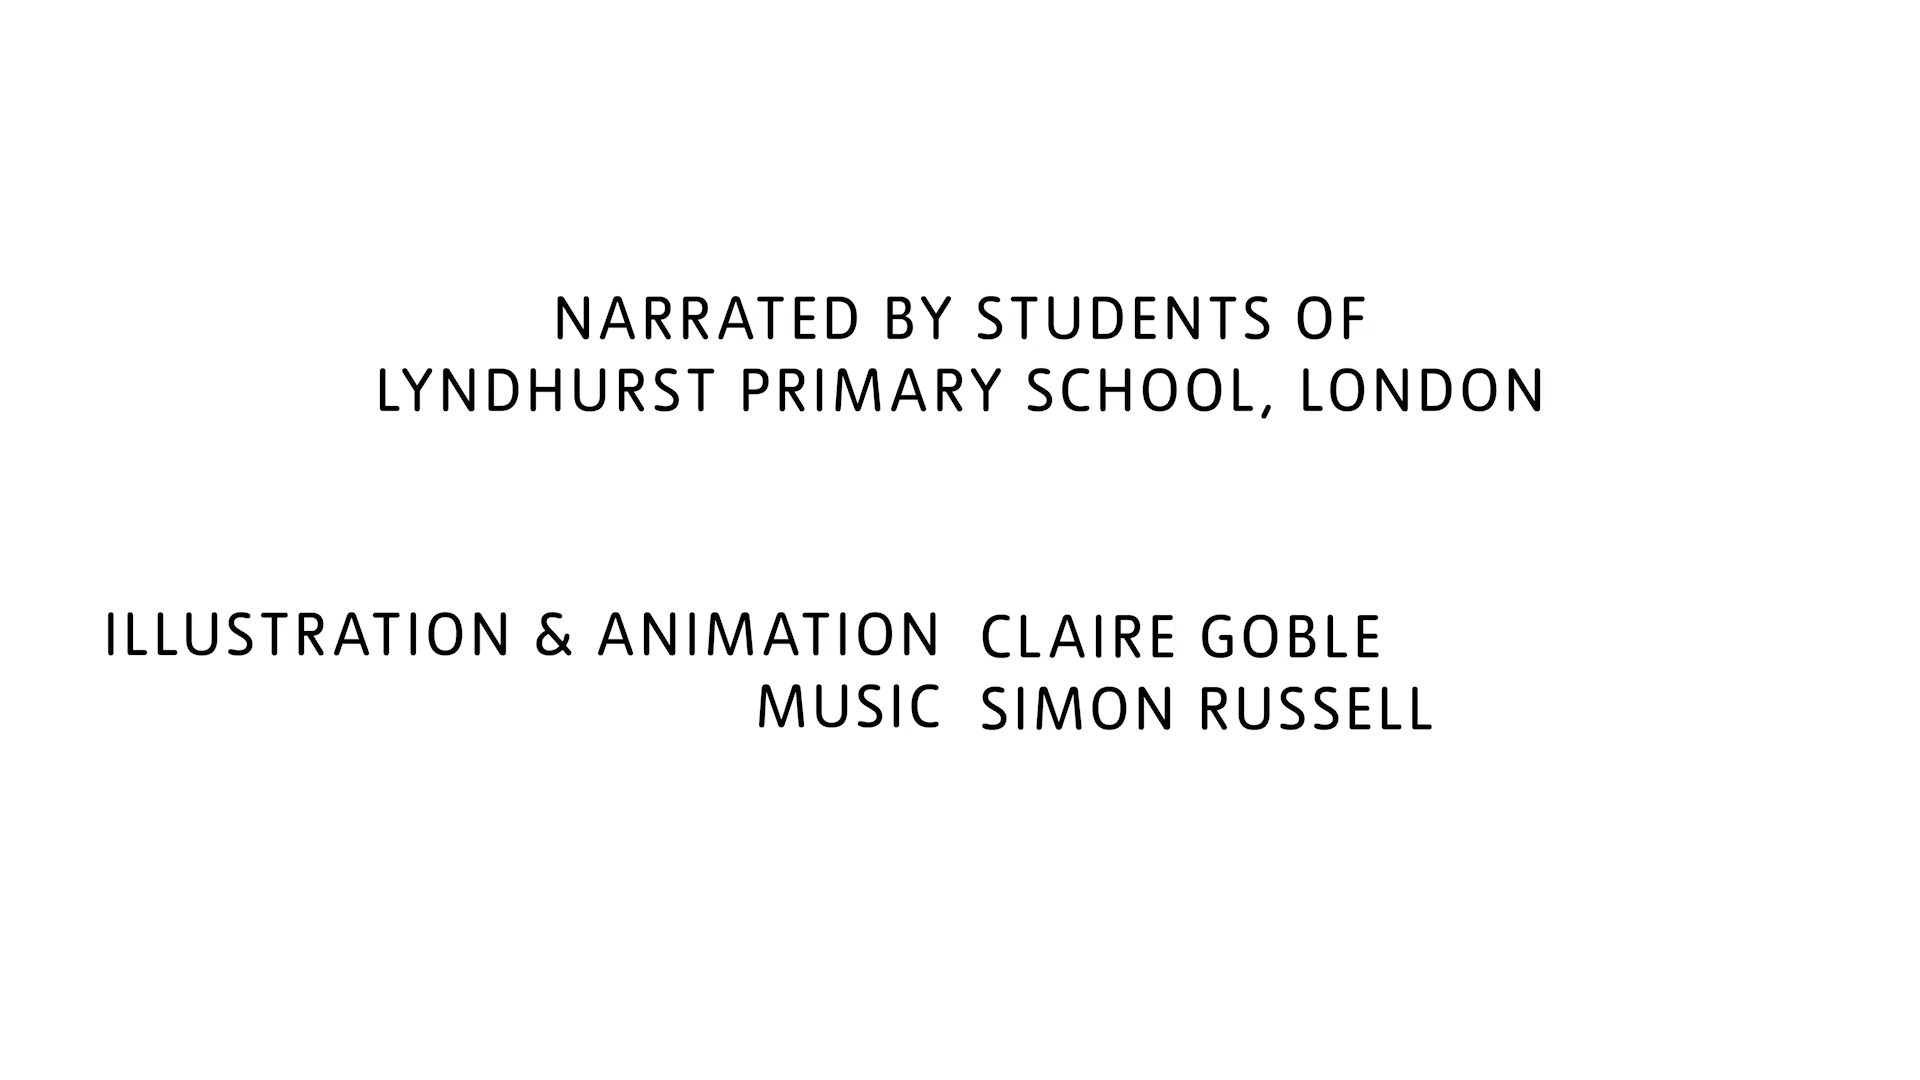 NARRATED BY STUDENTS OF
LYNDHURST PRIMARY SCHOOL, LONDON
ILLUSTRATION & ANIMATION CLAIRE GOBLE
MUSIC SIMON RUSSELL